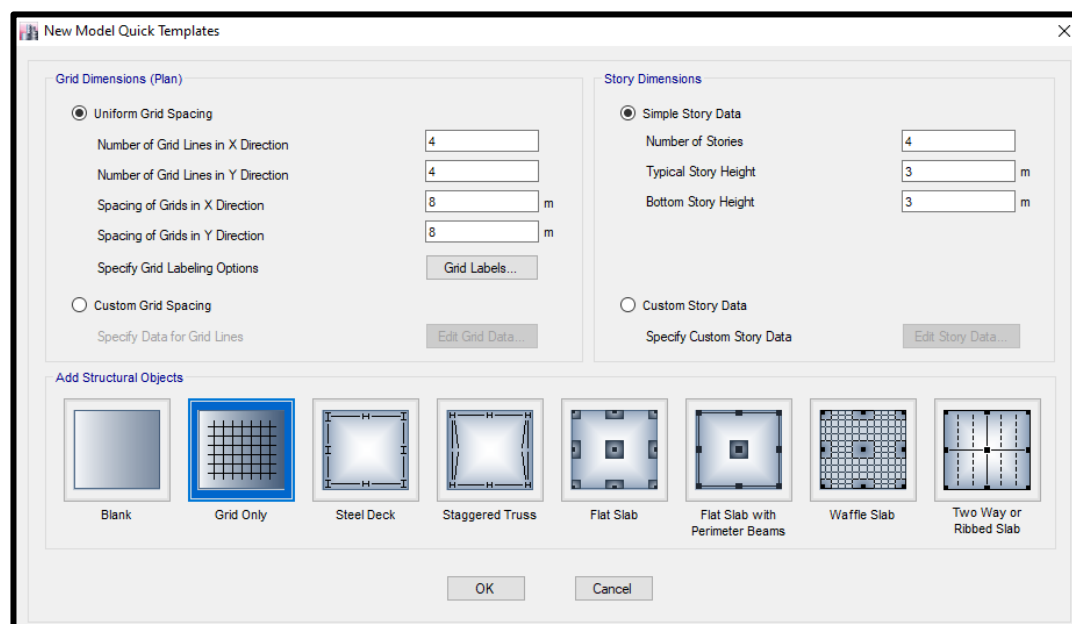 New Model Quick Templates
Grid Dimensions (Plan)
Uniform Grid Spacing
Number of Grid Lines in X Direction 4
Number of Grid Lines in Y Direction 4
Spacing of Grids in X Direction 8 m
Spacing of Grids in Y Direction 8 m
Specify Grid Labeling Options Grid Labels...
Custom Grid Spacing
Specify Data for Grid Lines Edit Grid Data...
Story Dimensions
Simple Story Data
Number of Stories 4
Typical Story Height 3 m
Bottom Story Height 3 m
Custom Story Data
Specify Custom Story Data Edit Story Data...
Add Structural Objects
Blank
Grid Only
Steel Deck
Staggered Truss
Flat Slab
Flat Slab with
Perimeter Beams
Waffle Slab
Two Way or
Ribbed Slab
OK Cancel